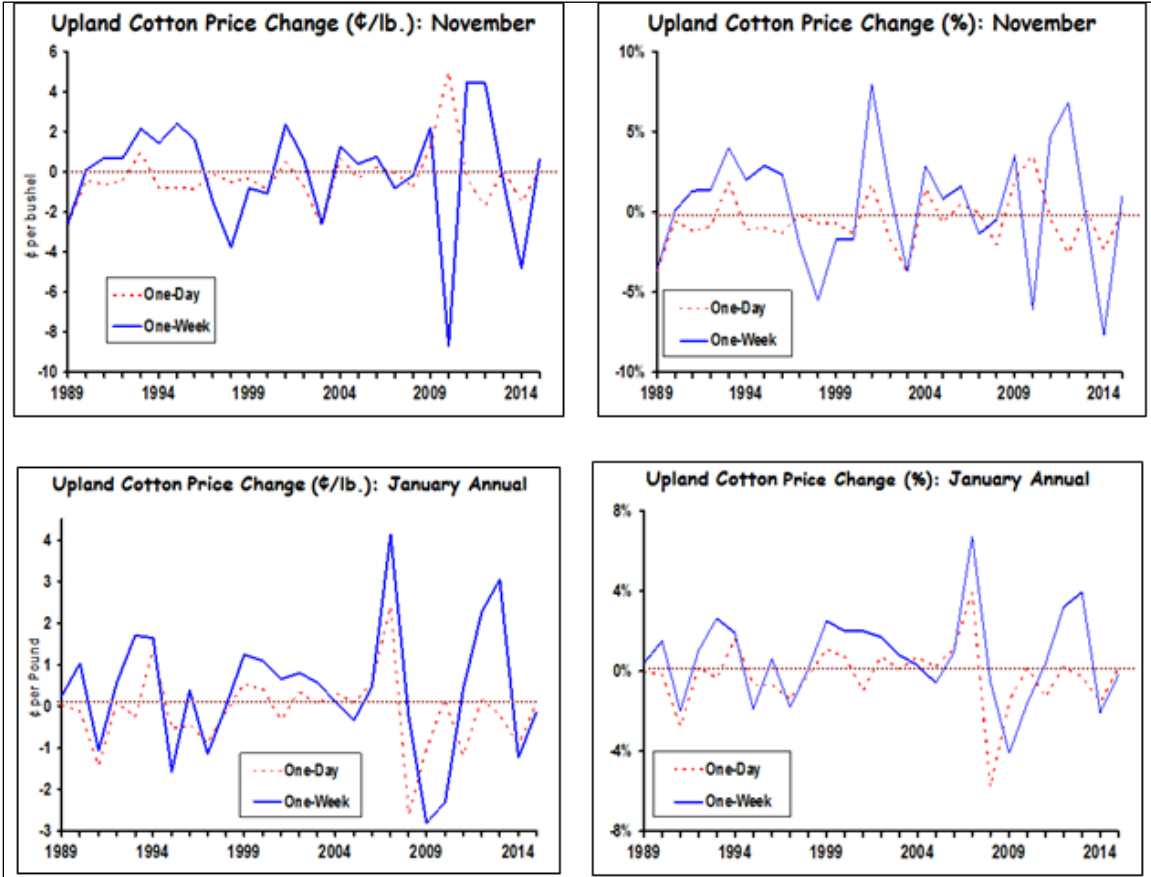 Upland Cotton Price Change (¢/lb.): November
6
4
2
0
-2
-4
-6
-8
-10
¢ per bushel
One-Day
One-Week
1989 1994 1999 2004 2009 2014
Upland Cotton Price Change (%): November
10%
5%
0%
-5%
-10%
One-Day
One-Week
1989 1994 1999 2004 2009 2014
Upland Cotton Price Change (¢/lb.): January Annual
4
3
2
1
0
-1
-2
-3
¢ per Pound
One-Day
One-Week
1989 1994 1999 2004 2009 2014
Upland Cotton Price Change (%): January Annual
8%
4%
0%
-4%
-8%
One-Day
One-Week
1989 1994 1999 2004 2009 2014